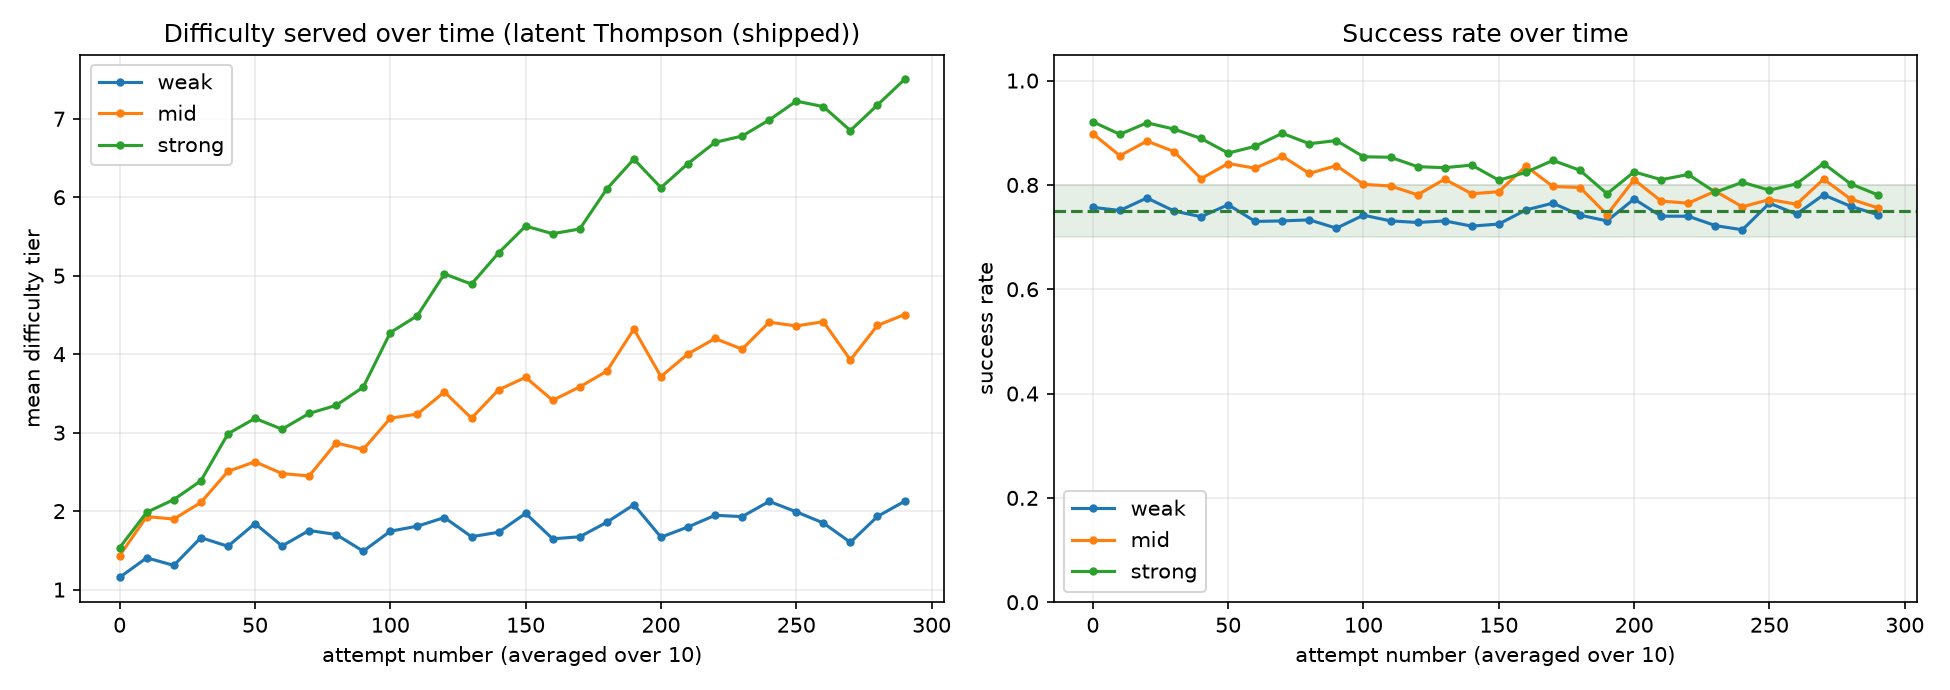 Difficulty served over time (latent Thompson (shipped))
weak
mid
strong
mean difficulty tier
7
6
5
4
3
2
1
0
50
100
150
200
250
300
attempt number (averaged over 10)
Success rate over time
success rate
1.0
0.8
0.6
0.4
0.2
0.0
weak
mid
strong
0
50
100
150
200
250
300
attempt number (averaged over 10)